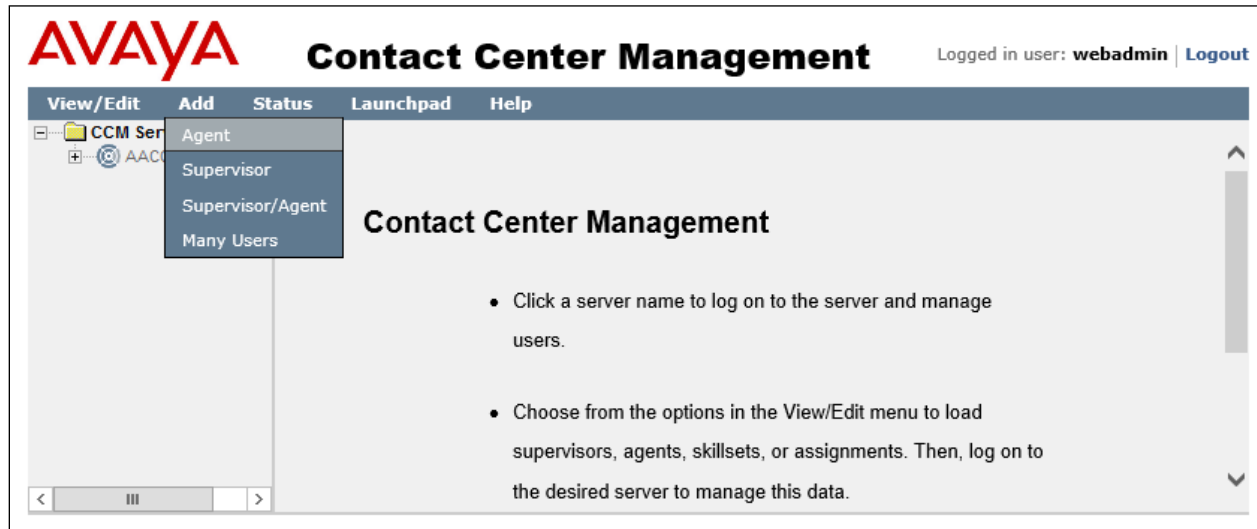 AVAYA
Contact Center Management
Logged in user: webadmin | Logout
View/Edit Add Status Launchpad Help
CCM Ser
AACC
Agent
Supervisor
Supervisor/Agent
Many Users
Contact Center Management
• Click a server name to log on to the server and manage
users.
• Choose from the options in the View/Edit menu to load
supervisors, agents, skillsets, or assignments. Then, log on to
the desired server to manage this data.